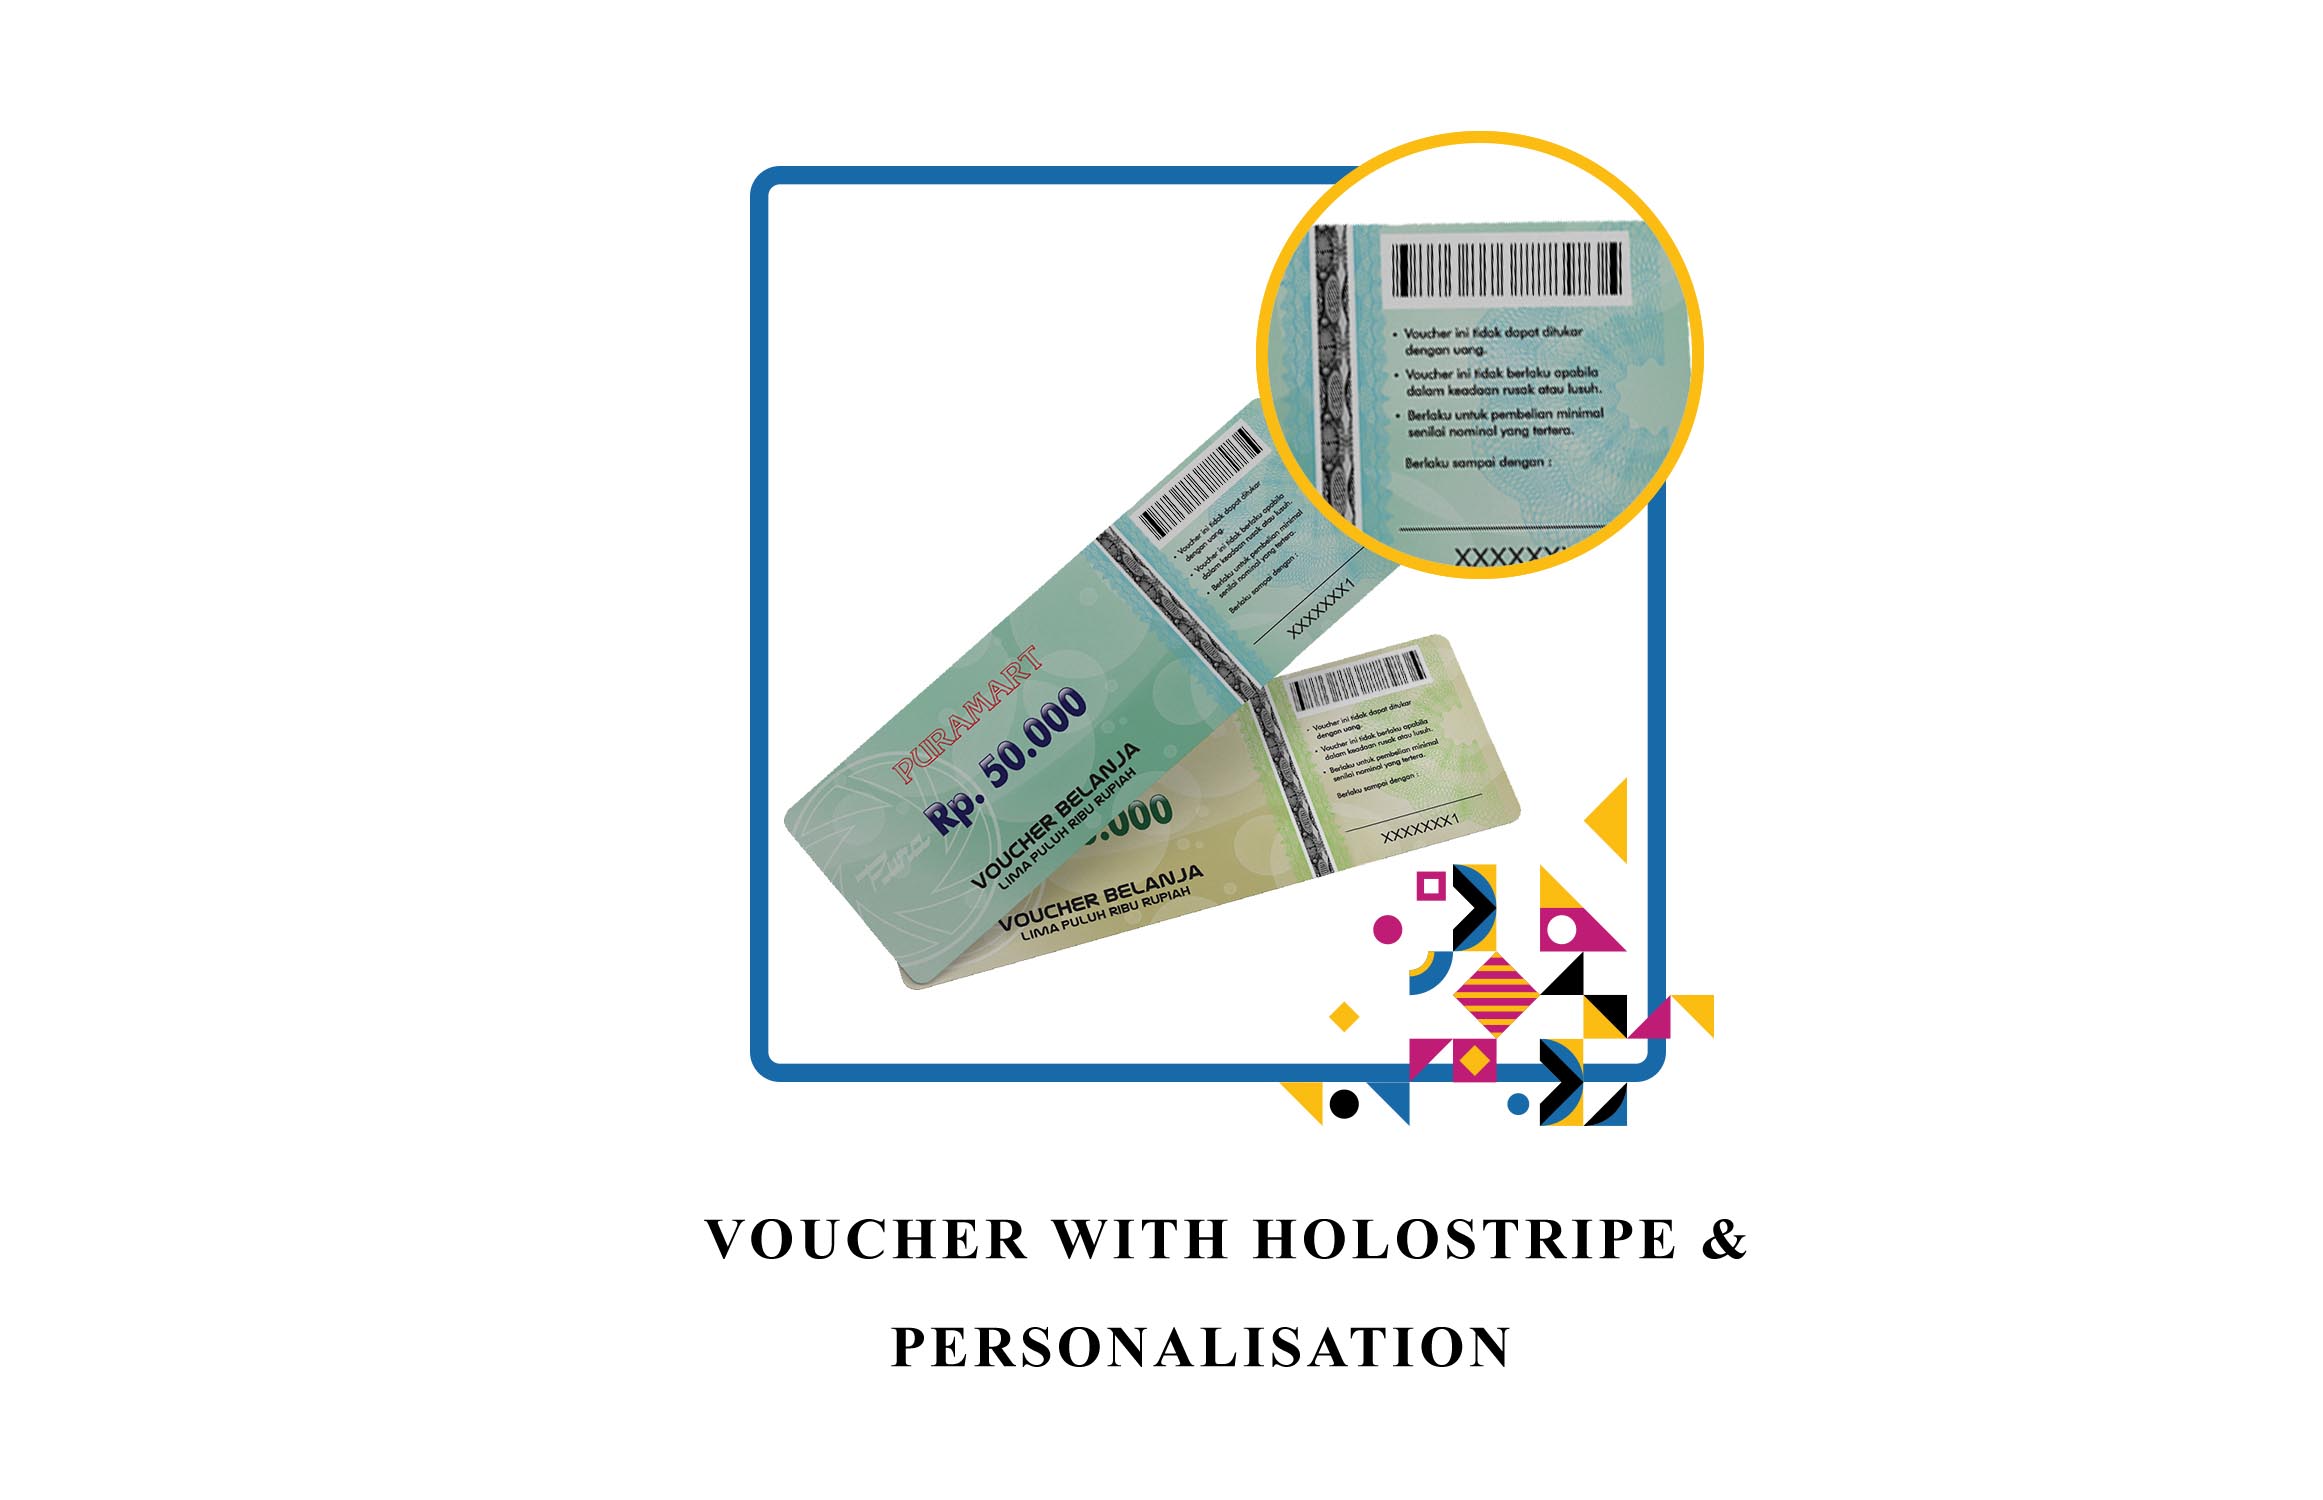 • Voucher ini tidak dapat ditukar
dengan uang.
• Voucher ini tidak berlaku apabila
dalam keadaan rusak atau lusuh.
• Berlaku untuk pembelian minimal
senilai nominal yang tertera.
Berlaku sampai dengan :
XXXXXX
• Voucher ini tidak dapat ditukar
dengan uang.
• Voucher ini tidak berlaku apabila
dalam keadaan rusak atau lusuh.
• Berlaku untuk pembelian minimal
senilai nominal yang tertera.
Berlaku sampai dengan :
XXXXXXX1
PURAMART
Rp. 50.000
VOUCHER BELANJA
LIMA PULUH RIBU RUPIAH
Pura
• Voucher ini tidak dapat ditukar
dengan uang.
• Voucher ini tidak berlaku apabila
dalam keadaan rusak atau lusuh.
• Berlaku untuk pembelian minimal
senilai nominal yang tertera.
Berlaku sampai dengan :
XXXXXXX1
.000
VOUCHER BELANJA
LIMA PULUH RIBU RUPIAH
VOUCHER WITH HOLOSTRIPE &
PERSONALISATION